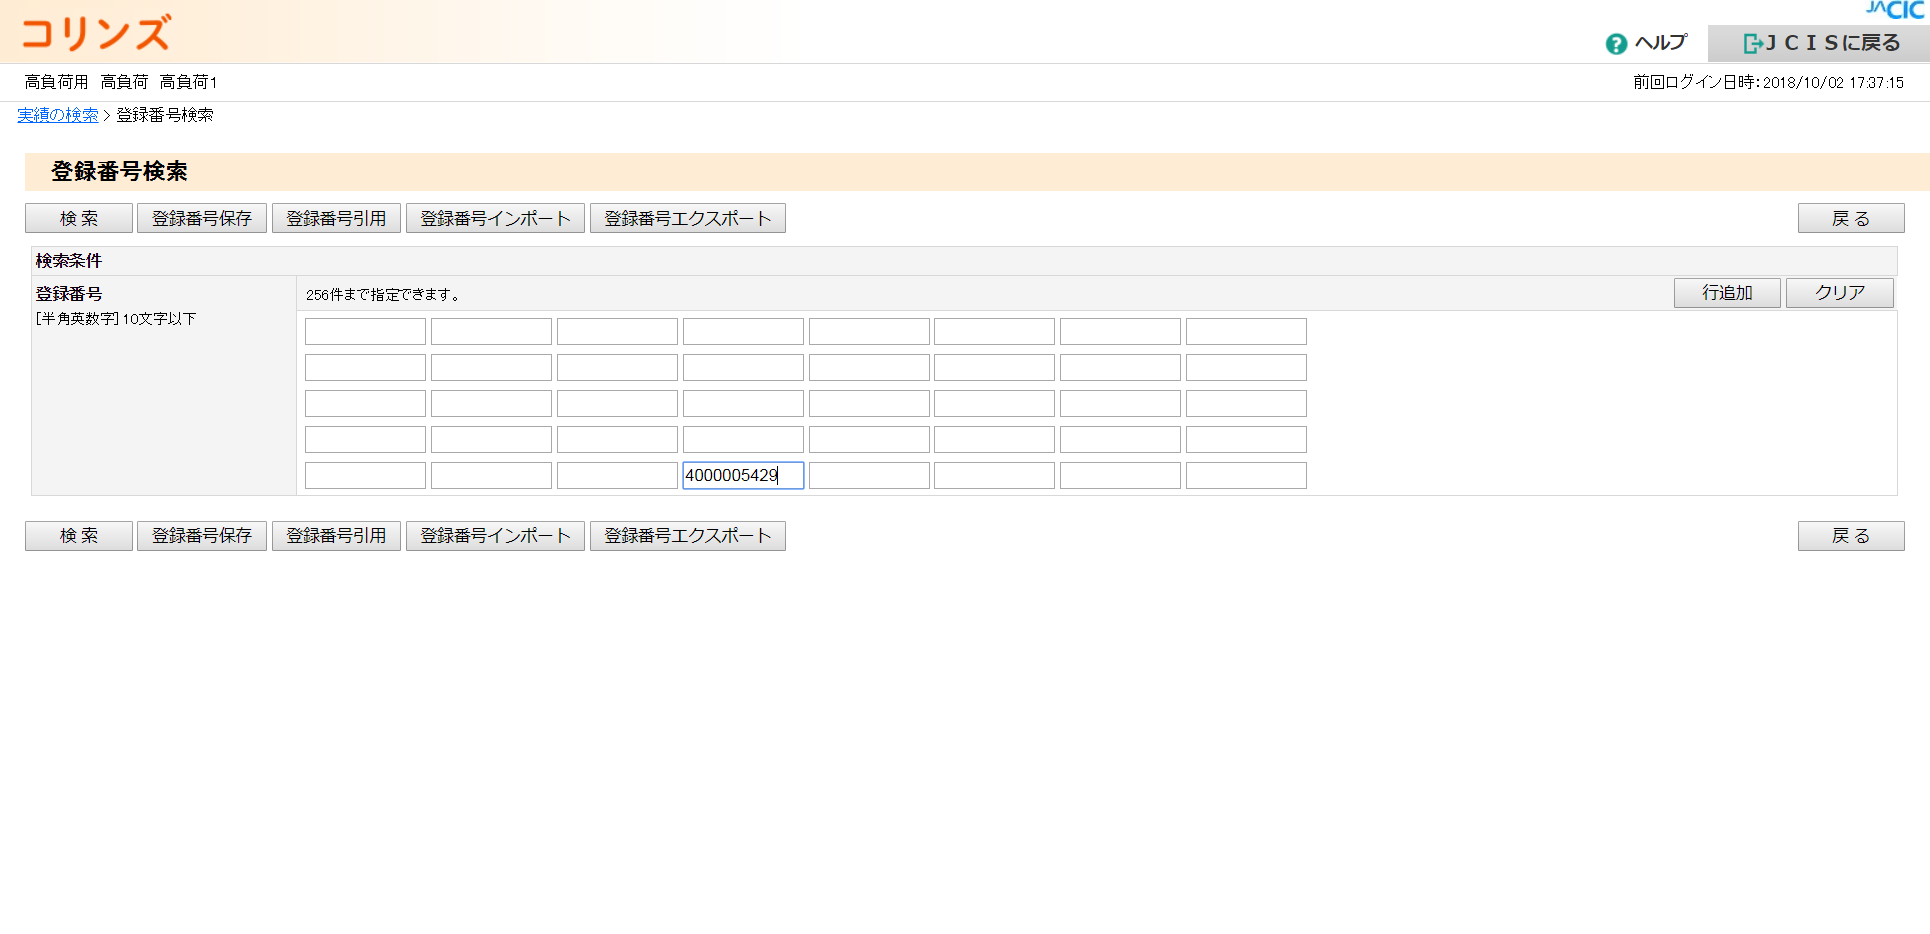 JACIC
コリンズ
ヘルプ
ＪＣＩＳに戻る
高負荷用 高負荷 高負荷1
前回ログイン日時：2018/10/02 17:37:15
実績の検索 > 登録番号検索
登録番号検索
検 索 登録番号保存 登録番号引用 登録番号インポート 登録番号エクスポート 戻 る
検索条件
登録番号
[半角英数字] 10文字以下
256件まで指定できます。
行追加 クリア
4000005429
検 索 登録番号保存 登録番号引用 登録番号インポート 登録番号エクスポート 戻 る